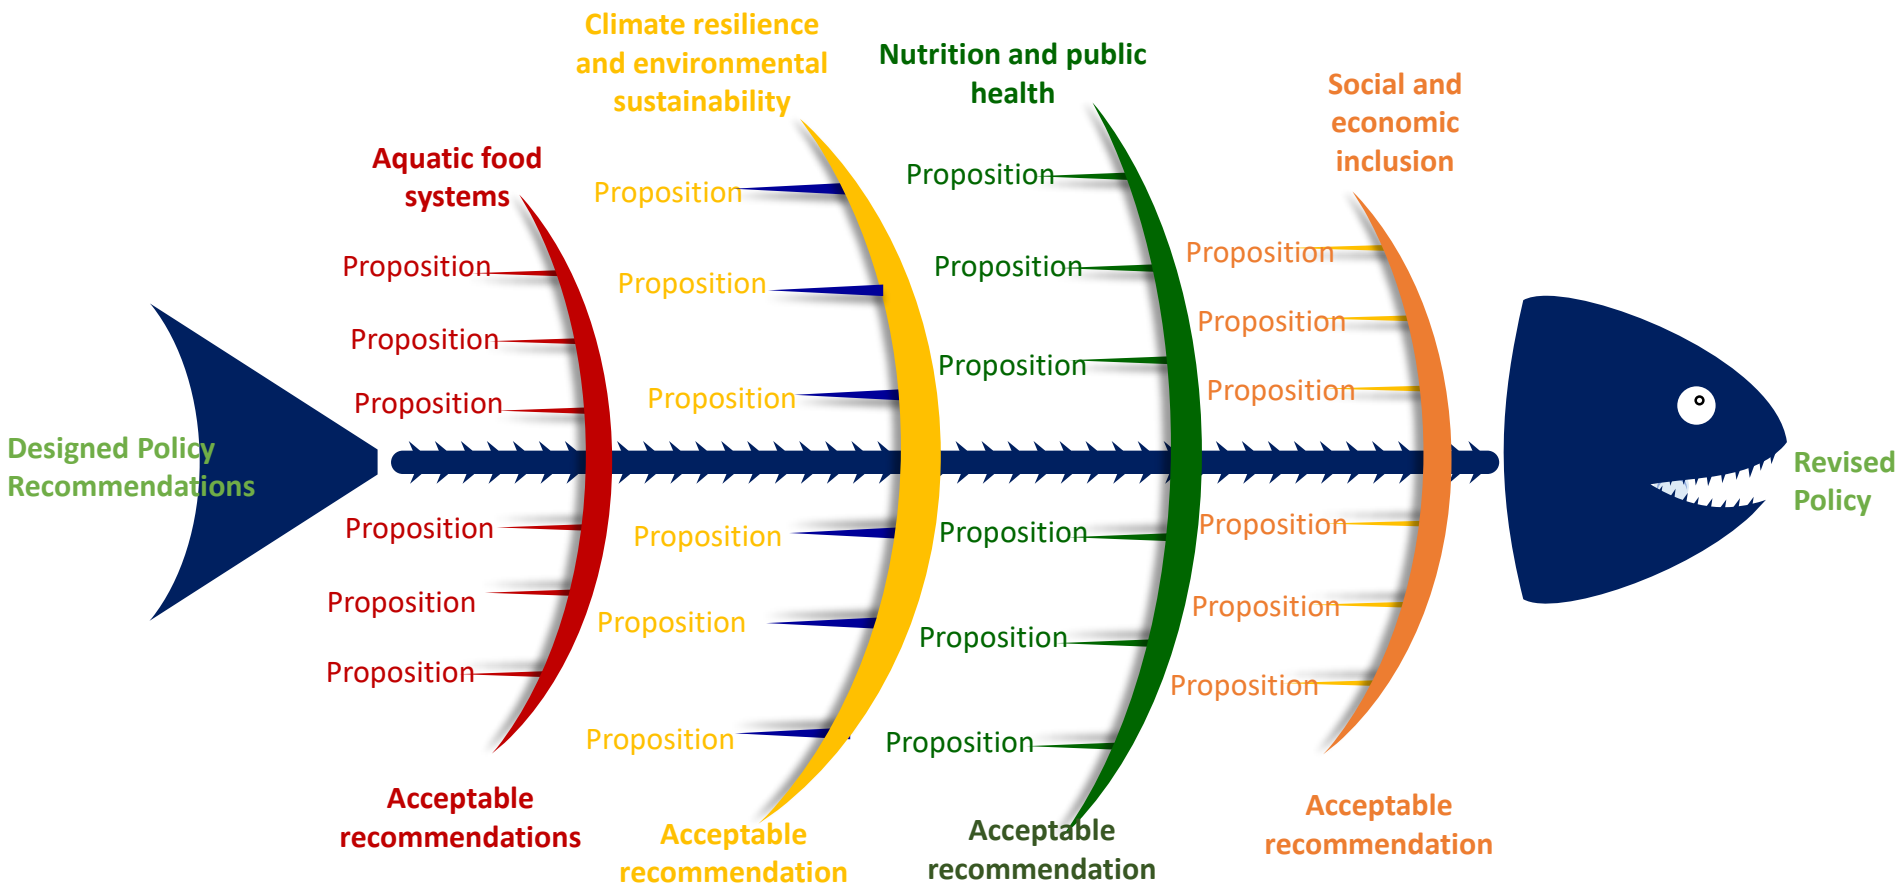 Designed Policy
Recommendations
Aquatic food
systems
Proposition
Proposition
Proposition
Proposition
Proposition
Proposition
Acceptable
recommendations
Climate resilience
and environmental
sustainability
Proposition
Proposition
Proposition
Proposition
Proposition
Proposition
Acceptable
recommendation
Nutrition and public
health
Proposition
Proposition
Proposition
Proposition
Proposition
Proposition
Acceptable
recommendation
Social and
economic
inclusion
Proposition
Proposition
Proposition
Proposition
Proposition
Proposition
Acceptable
recommendation
Revised
Policy